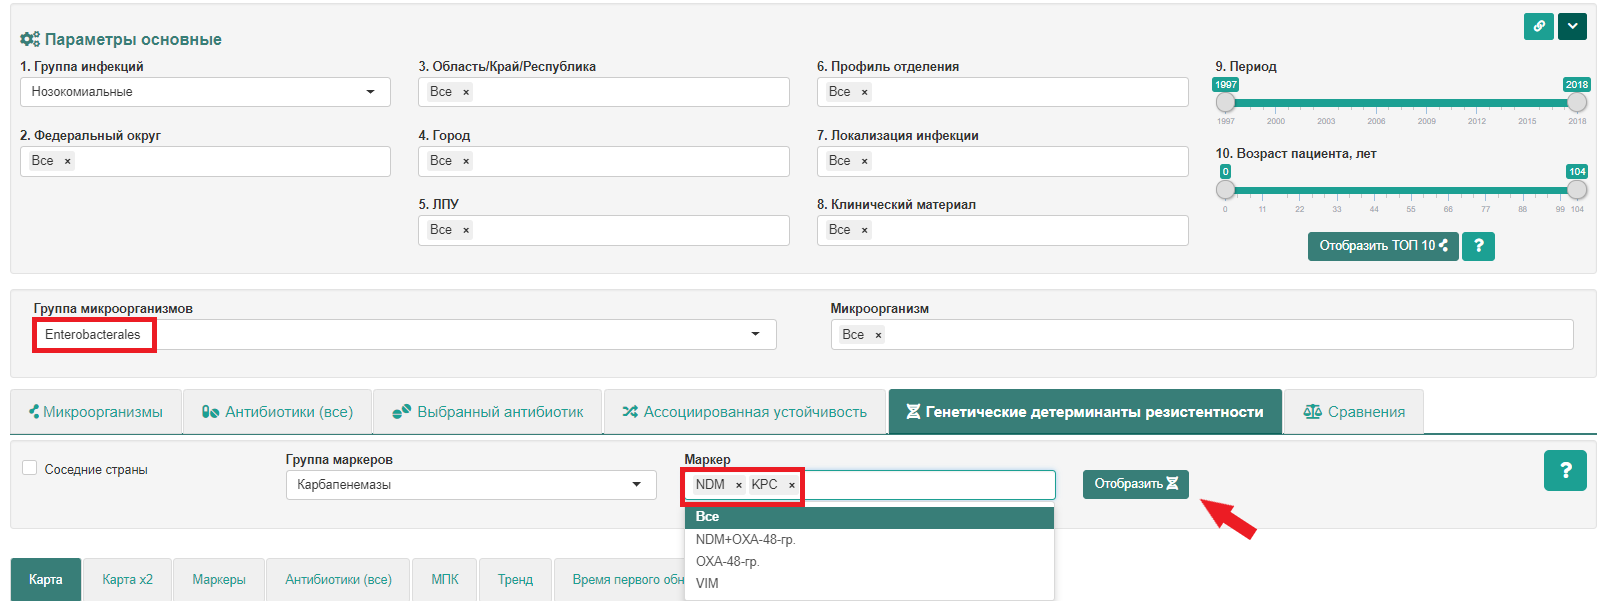 Параметры основные
1. Группа инфекций
Нозокомиальные
2. Федеральный округ
Все ×
3. Область/Край/Республика
Все ×
4. Город
Все ×
5. ЛПУ
Все ×
6. Профиль отделения
Все ×
7. Локализация инфекции
Все ×
8. Клинический материал
Все ×
9. Период
1997 2018
1997 2000 2003 2006 2009 2012 2015 2018
10. Возраст пациента, лет
0 104
0 11 22 33 44 55 66 77 88 99 104
Отобразить ТОП 10 ?
Группа микроорганизмов
Enterobacterales
Микроорганизм
Все ×
Микроорганизмы Антибиотики (все) Выбранный антибиотик Ассоциированная устойчивость Генетические детерминанты резистентности Сравнения
Соседние страны
Группа маркеров
Карбапенемазы
Маркер
NDM × KPC ×
Все
NDM+OXA-48-гр.
OXA-48-гр.
VIM
Отобразить
?
Карта Карта x2 Маркеры Антибиотики (все) МПК Тренд Время первого обн